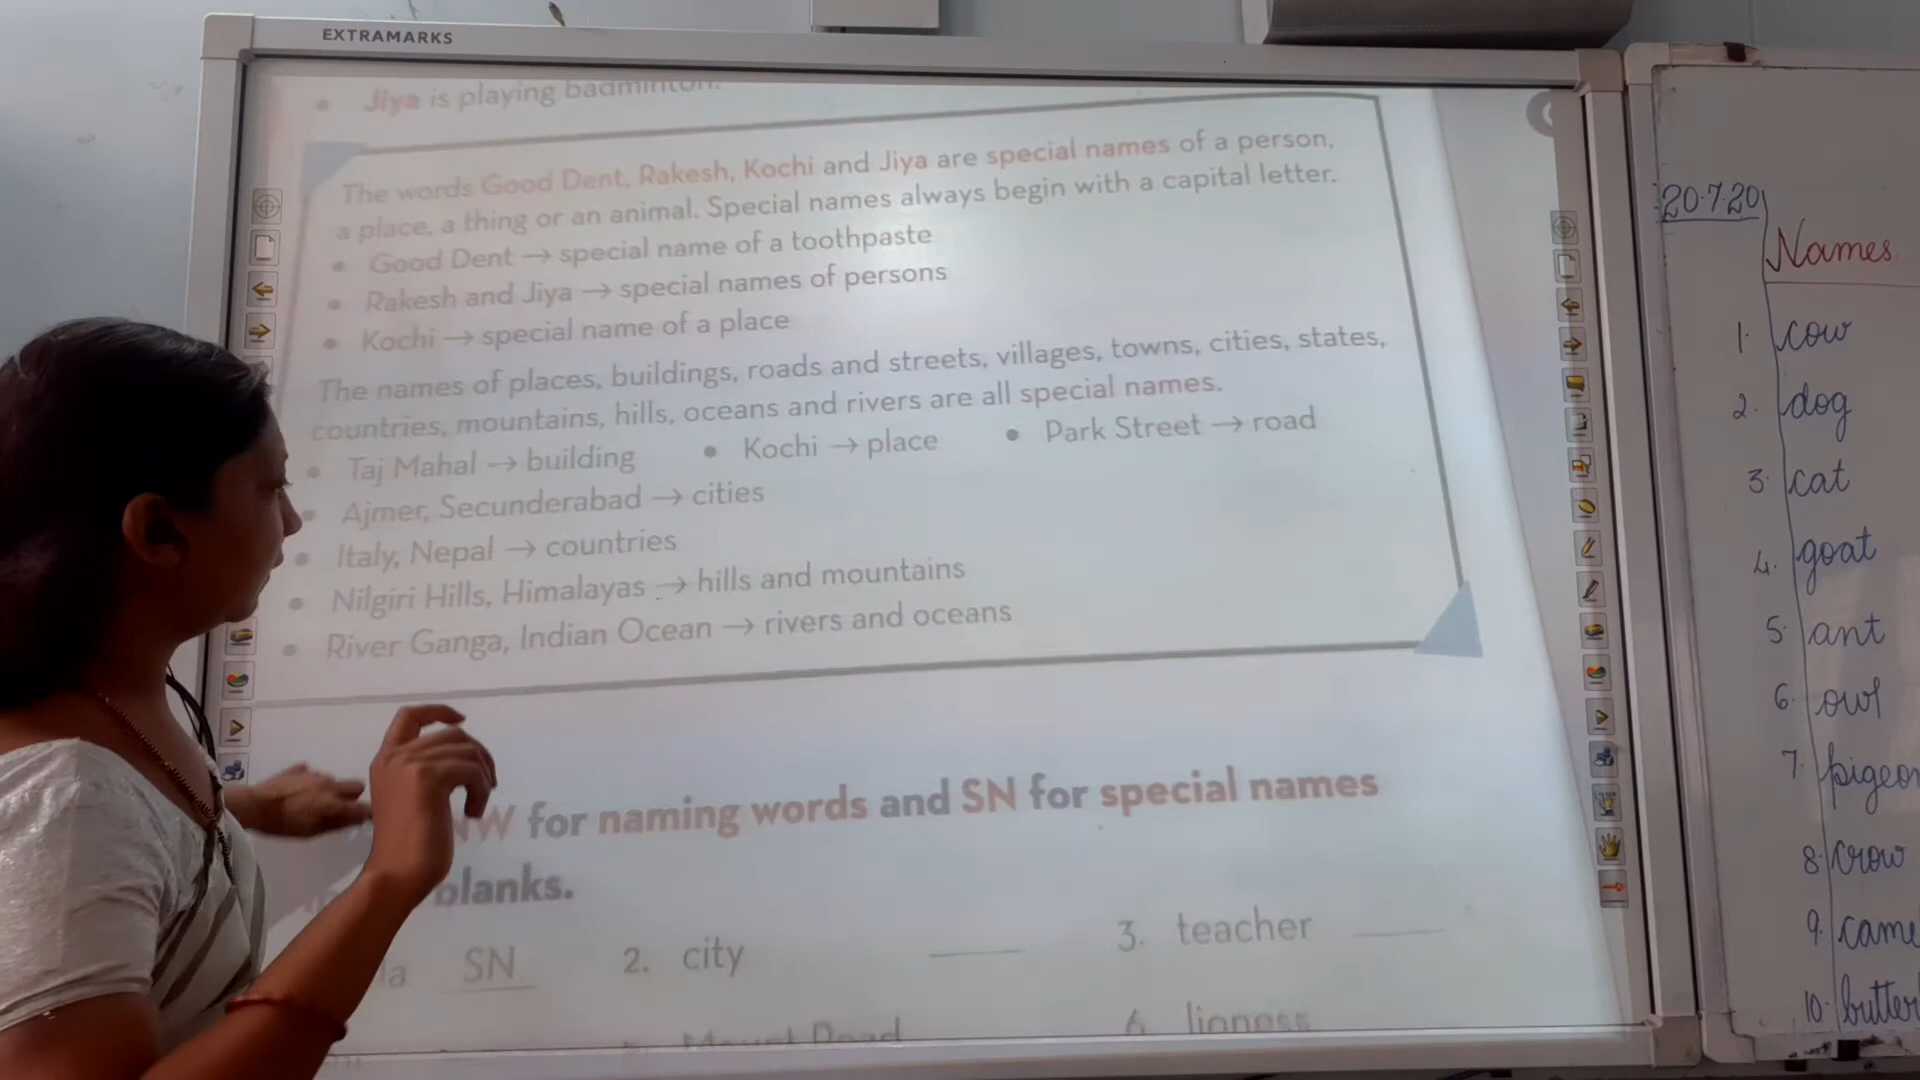 EXTRAMARKS
• Jiya is playing badminton.
The words Good Dent, Rakesh, Kochi and Jiya are special names of a person,
a place, a thing or an animal. Special names always begin with a capital letter.
• Good Dent → special name of a toothpaste
• Rakesh and Jiya → special names of persons
• Kochi → special name of a place
The names of places, buildings, roads and streets, villages, towns, cities, states,
countries, mountains, hills, oceans and rivers are all special names.
• Taj Mahal → building • Kochi → place • Park Street → road
• Ajmer, Secunderabad → cities
• Italy, Nepal → countries
• Nilgiri Hills, Himalayas → hills and mountains
• River Ganga, Indian Ocean → rivers and oceans
NW for naming words and SN for special names
blanks.
SN 2. city 3. teacher
Mount Road 6. lioness
20.7.20
Names
1. cow
2. dog
3. cat
4. goat
5. ant
6. owl
7. pigeon
8. crow
9. came
10. butter